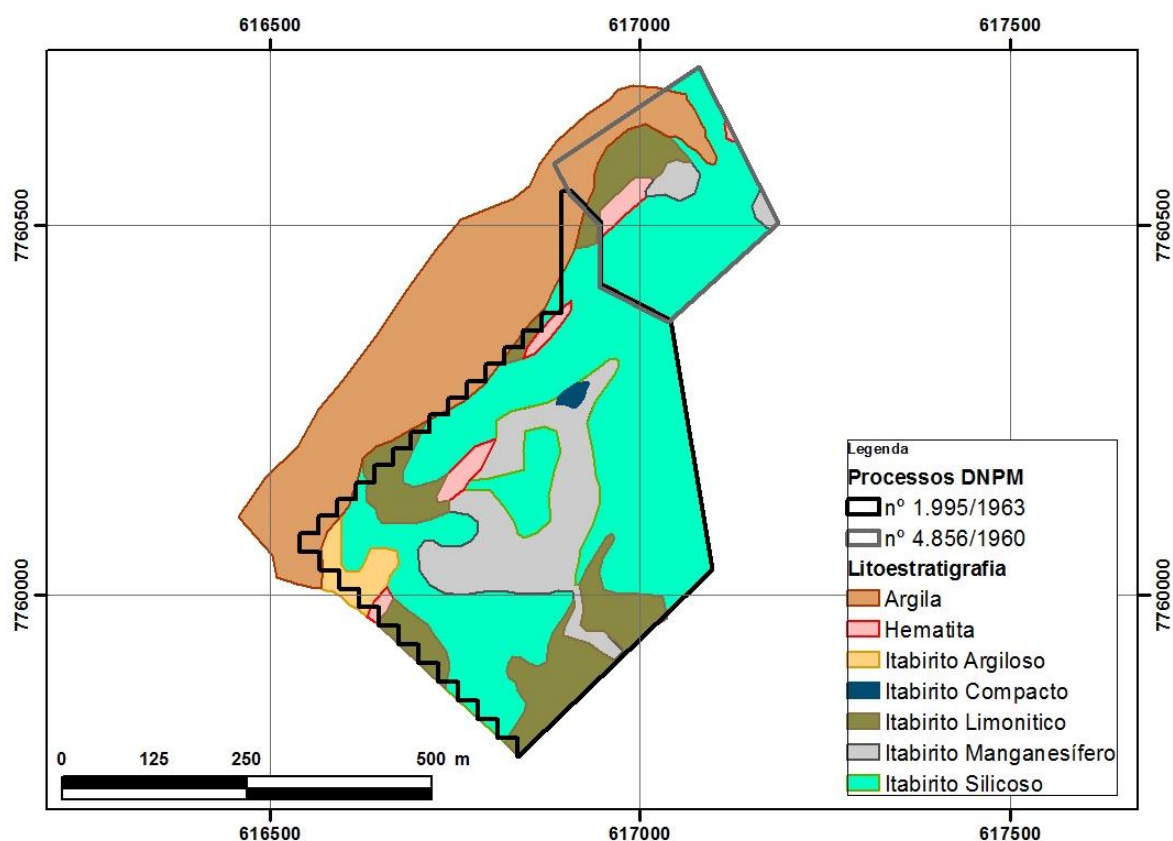 616500 617000 617500
7760500 7760500
7760000 7760000
Legenda
Processos DNPM
nº 1.995/1963
nº 4.856/1960
Litoestratigrafia
Argila
Hematita
Itabirito Argiloso
Itabirito Compacto
Itabirito Limonitico
Itabirito Manganesífero
Itabirito Silicoso
0 125 250 500 m
616500 617000 617500